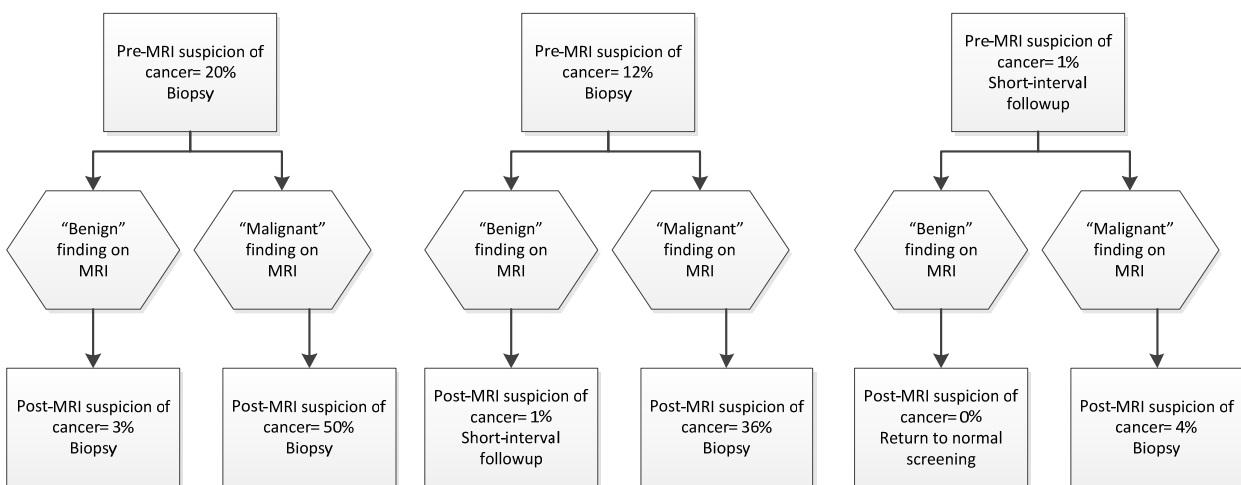 Pre-MRI suspicion of
cancer= 20%
Biopsy
Pre-MRI suspicion of
cancer= 12%
Biopsy
Pre-MRI suspicion of
cancer= 1%
Short-interval
followup
“Benign”
finding on
MRI
“Malignant”
finding on
MRI
“Benign”
finding on
MRI
“Malignant”
finding on
MRI
“Benign”
finding on
MRI
“Malignant”
finding on
MRI
Post-MRI suspicion of
cancer= 3%
Biopsy
Post-MRI suspicion of
cancer= 50%
Biopsy
Post-MRI suspicion of
cancer= 1%
Short-interval
followup
Post-MRI suspicion of
cancer= 36%
Biopsy
Post-MRI suspicion of
cancer= 0%
Return to normal
screening
Post-MRI suspicion of
cancer= 4%
Biopsy